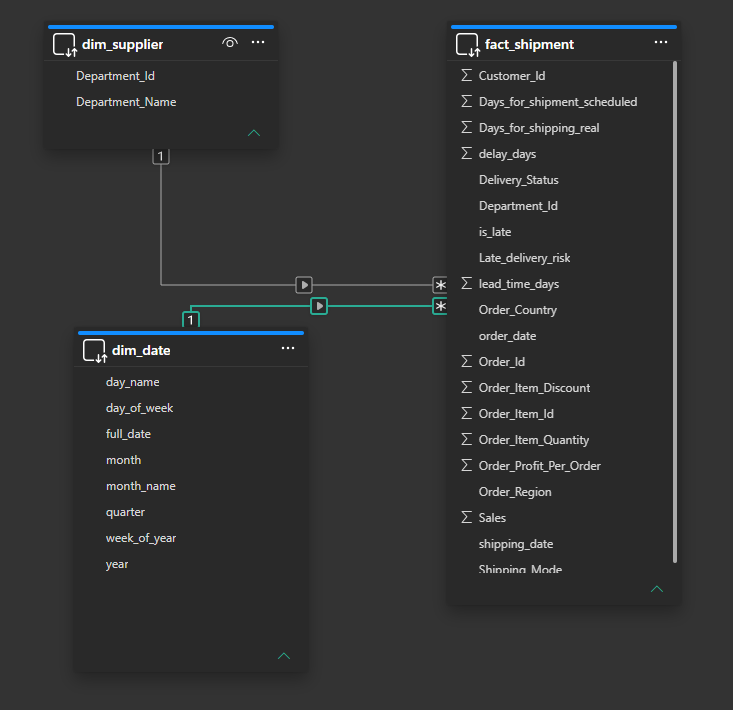 dim_supplier
Department_Id
Department_Name
1
fact_shipment
Customer_Id
Days_for_shipment_scheduled
Days_for_shipping_real
delay_days
Delivery_Status
Department_Id
is_late
Late_delivery_risk
lead_time_days
Order_Country
order_date
Order_Id
Order_Item_Discount
Order_Item_Id
Order_Item_Quantity
Order_Profit_Per_Order
Order_Region
Sales
shipping_date
Shipping_Mode
*
*
1
dim_date
day_name
day_of_week
full_date
month
month_name
quarter
week_of_year
year